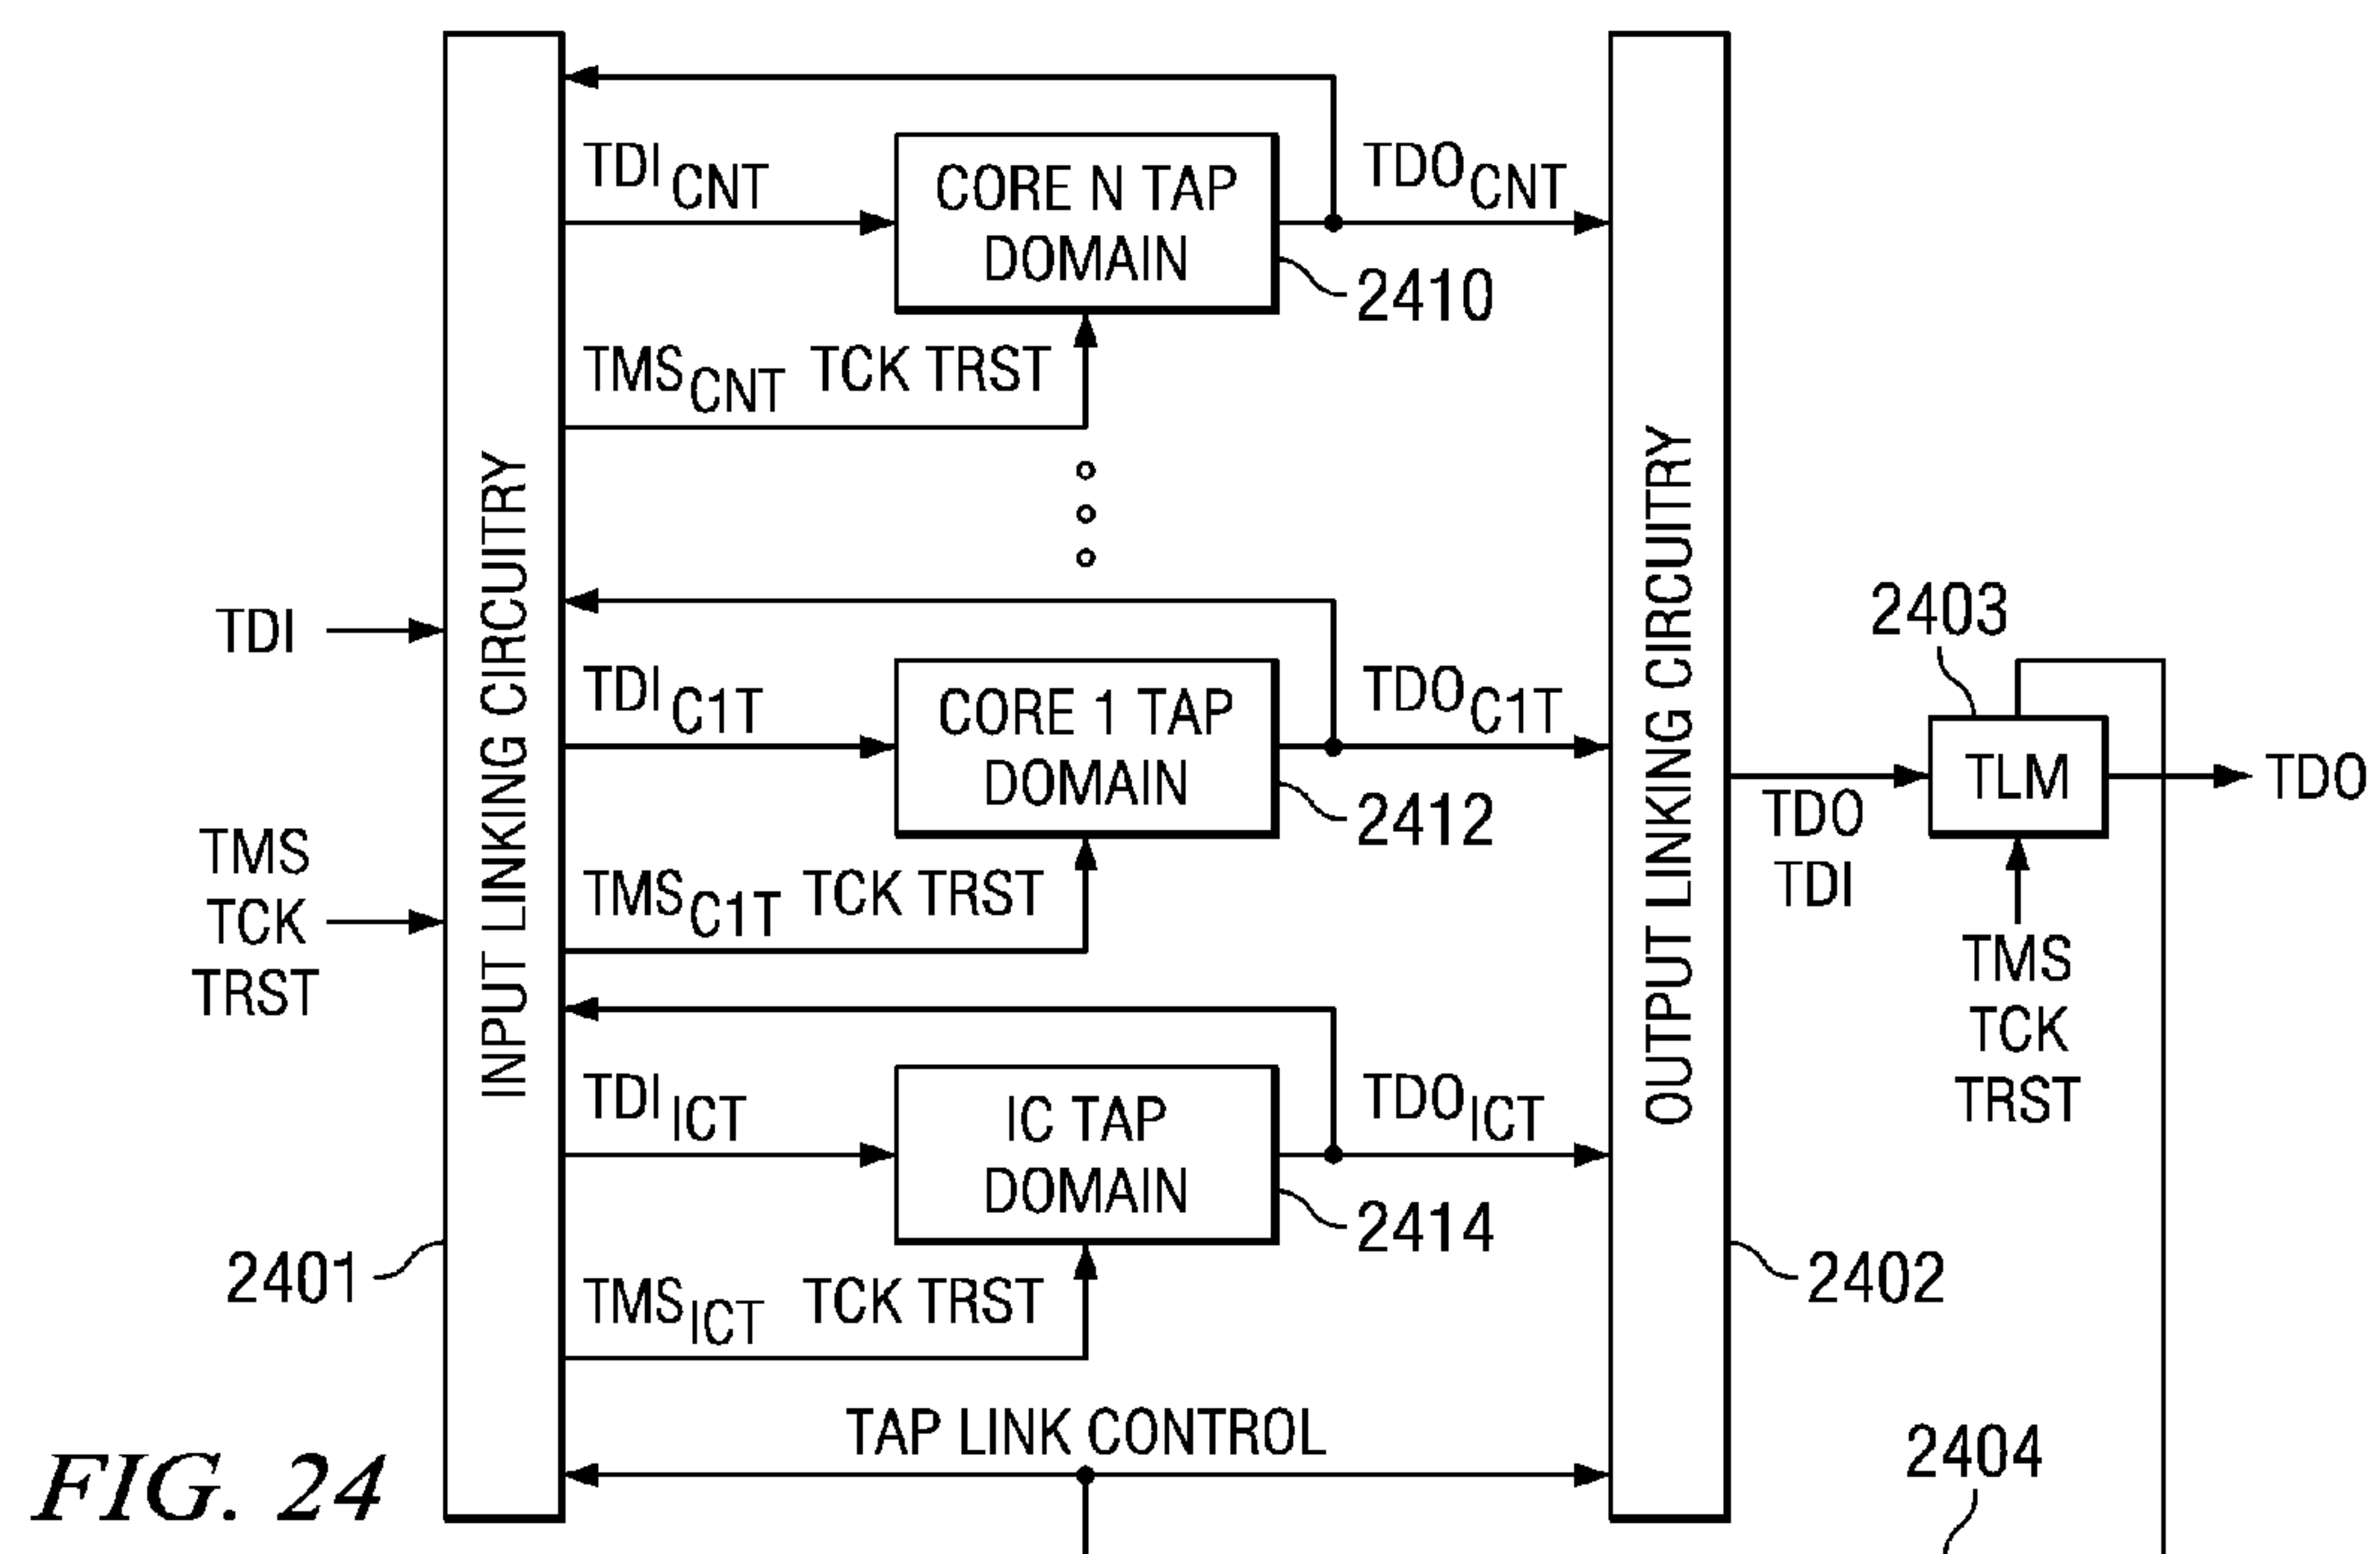 TDI CNT
CORE N TAP
DOMAIN
TDO CNT
2410
TMS CNT TCK TRST
INPUT LINKING CIRCUITRY
OUTPUT LINKING CIRCUITRY
TDI
TDI C1T
CORE 1 TAP
DOMAIN
TDO C1T
2412
2403
TLM
TDO
TDO
TDI
TMS
TCK
TRST
TMS C1T TCK TRST
TMS
TCK
TRST
TDI ICT
IC TAP
DOMAIN
TDO ICT
2414
2401
2402
TMS ICT TCK TRST
TAP LINK CONTROL
2404
FIG. 24